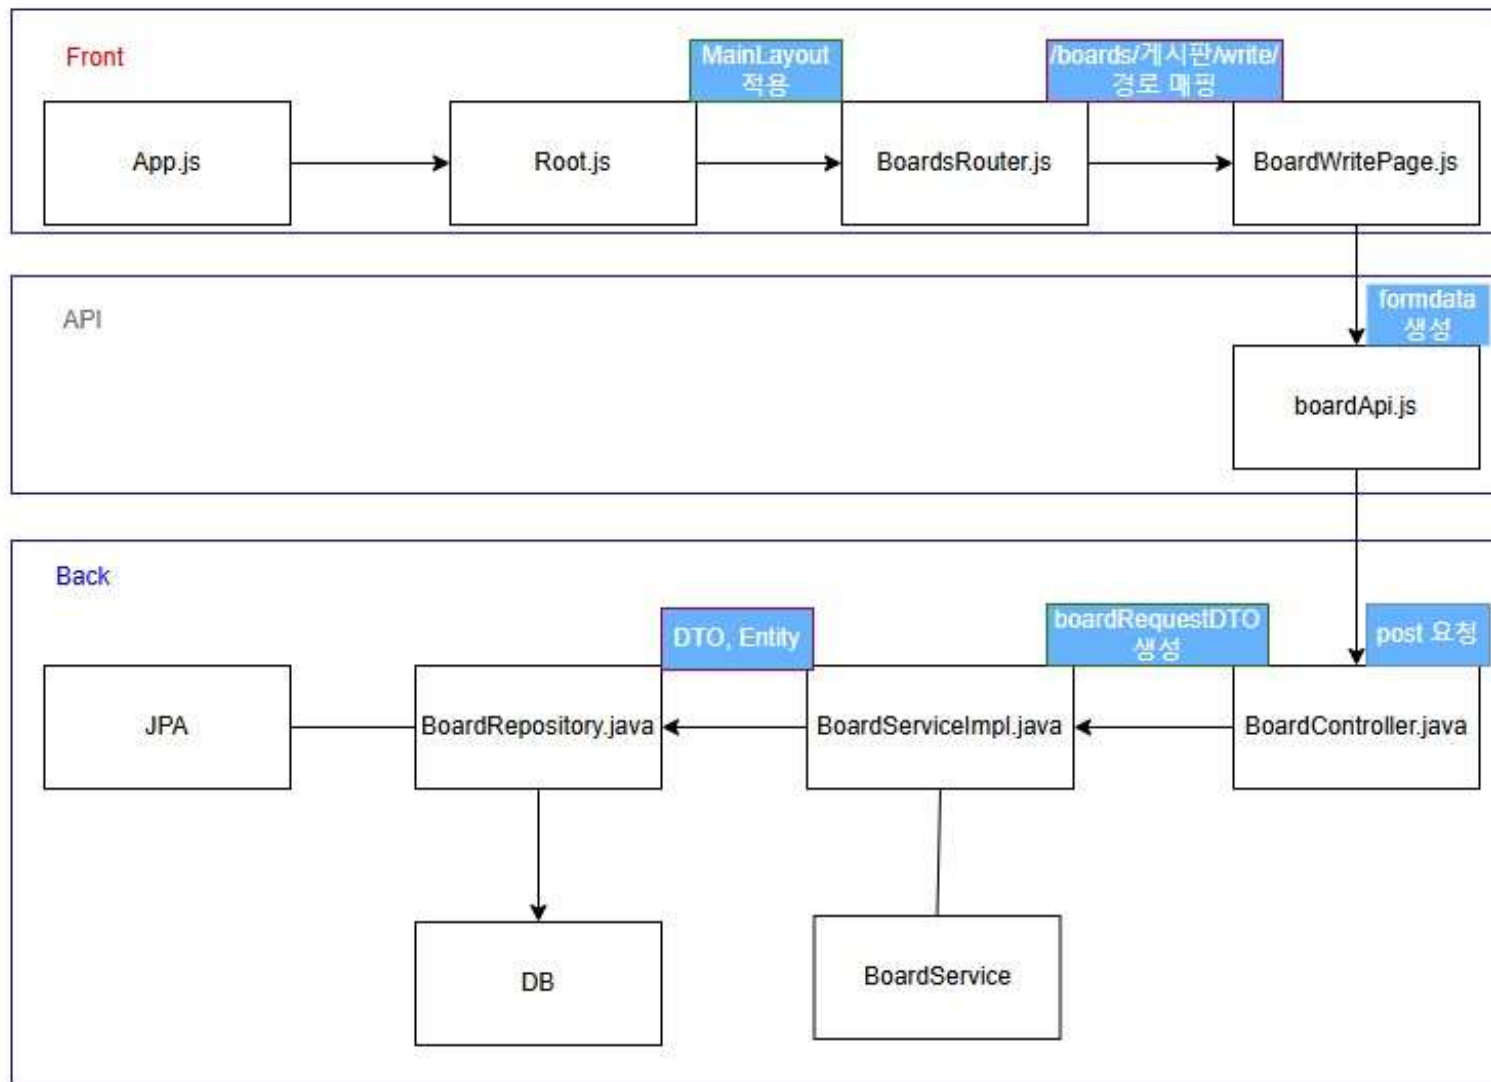 Front
MainLayout
적용
/boards/게시판/write/
경로 매핑
App.js
Root.js
BoardsRouter.js
BoardWritePage.js
API
formdata
생성
boardApi.js
Back
DTO, Entity
boardRequestDTO
생성
post 요청
JPA
BoardRepository.java
BoardServiceImpl.java
BoardController.java
DB
BoardService